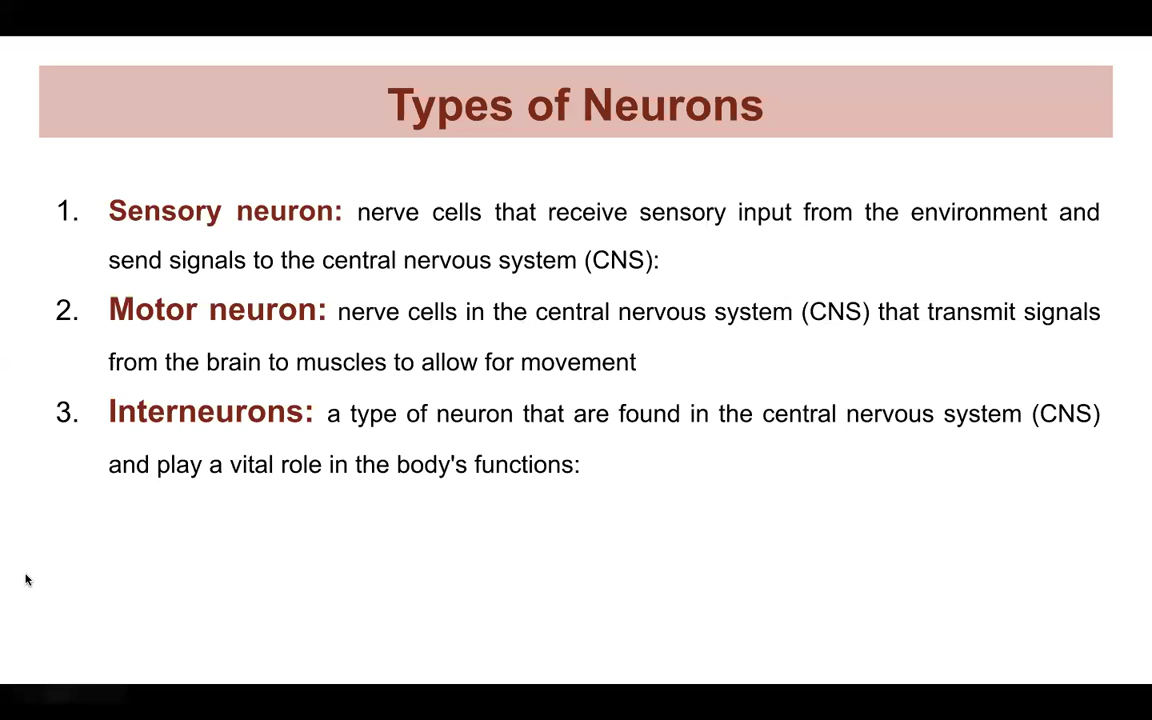 Types of Neurons
1. Sensory neuron: nerve cells that receive sensory input from the environment and
send signals to the central nervous system (CNS):
2. Motor neuron: nerve cells in the central nervous system (CNS) that transmit signals
from the brain to muscles to allow for movement
3. Interneurons: a type of neuron that are found in the central nervous system (CNS)
and play a vital role in the body's functions: